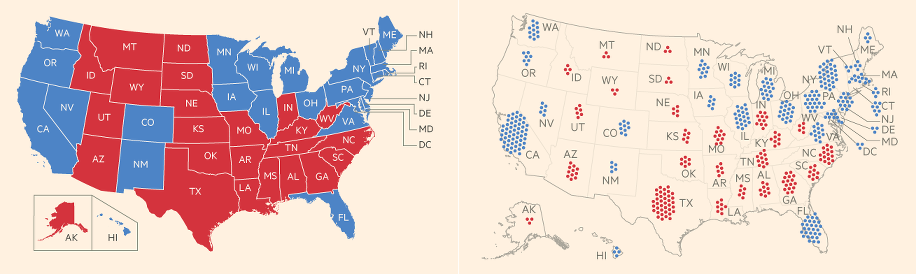 WA
MT
ND
MN
VT
ME
NH
MA
RI
CT
NJ
DE
MD
DC
OR
ID
SD
WI
MI
NY
WY
IA
PA
NV
NE
IL
IN
OH
WV
VA
UT
CO
KS
MO
KY
CA
NC
TN
OK
AR
SC
AZ
NM
MS
AL
GA
TX
LA
FL
AK
HI
WA
MT
ND
MN
VT
NH
ME
OR
ID
SD
WI
MI
NY
MA
RI
CT
NJ
DE
MD
DC
WY
IA
PA
NV
NE
IL
IN
OH
WV
VA
UT
CO
KS
MO
KY
CA
NC
TN
OK
AR
SC
AZ
NM
MS
AL
GA
TX
LA
FL
AK
HI